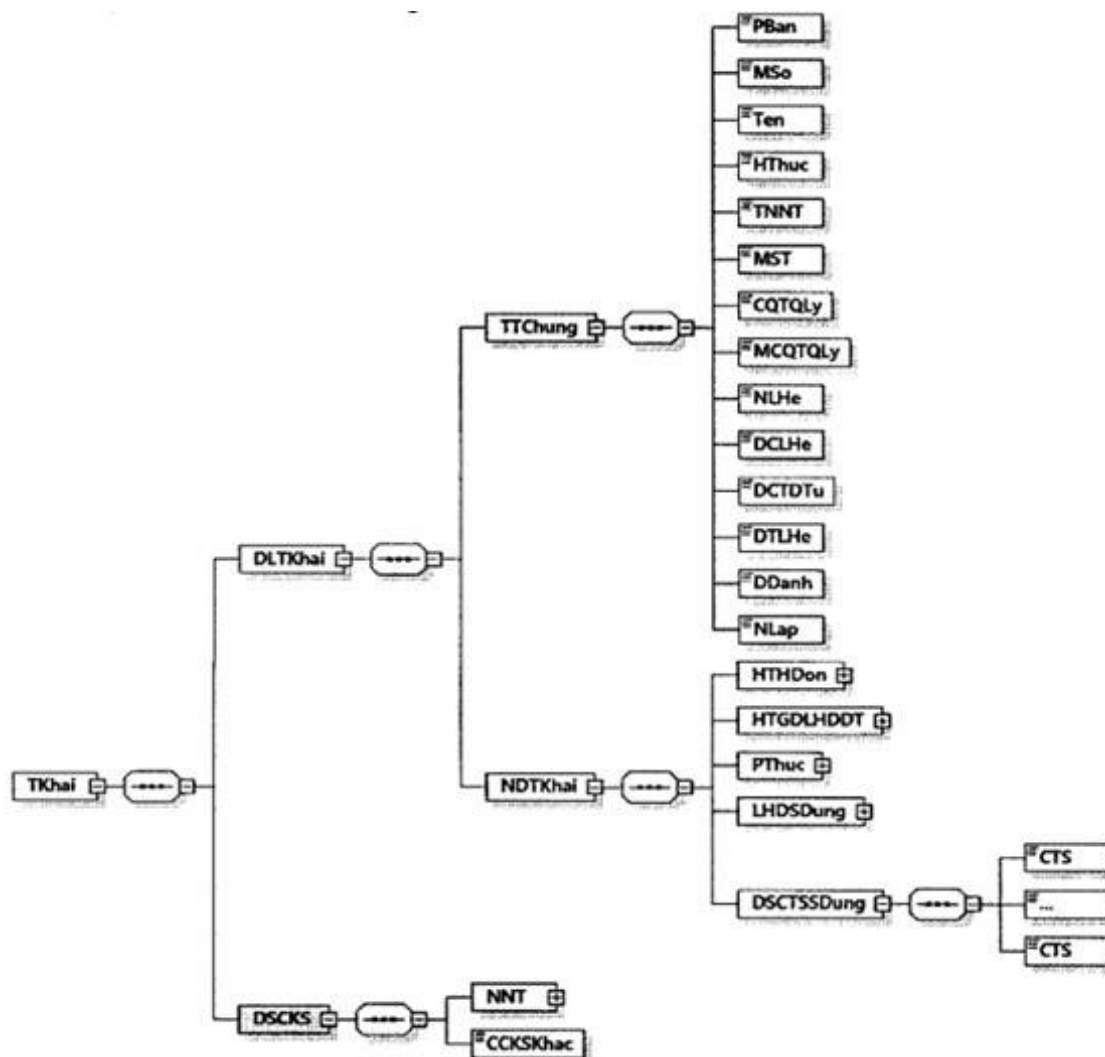 PBan
MSo
Ten
HThuc
TNNT
MST
CQTQLy
MCQTQLy
NLHe
DCLHe
DCTDTu
DTLHe
DDanh
NLap
TTChung
DLTKhai
HTHDon
HTGDLHDDT
PThuc
LHDSDung
DSCTSSDung
CTS
...
CTS
NDTKhai
TKhai
NNT
CCKSKhac
DSCKS